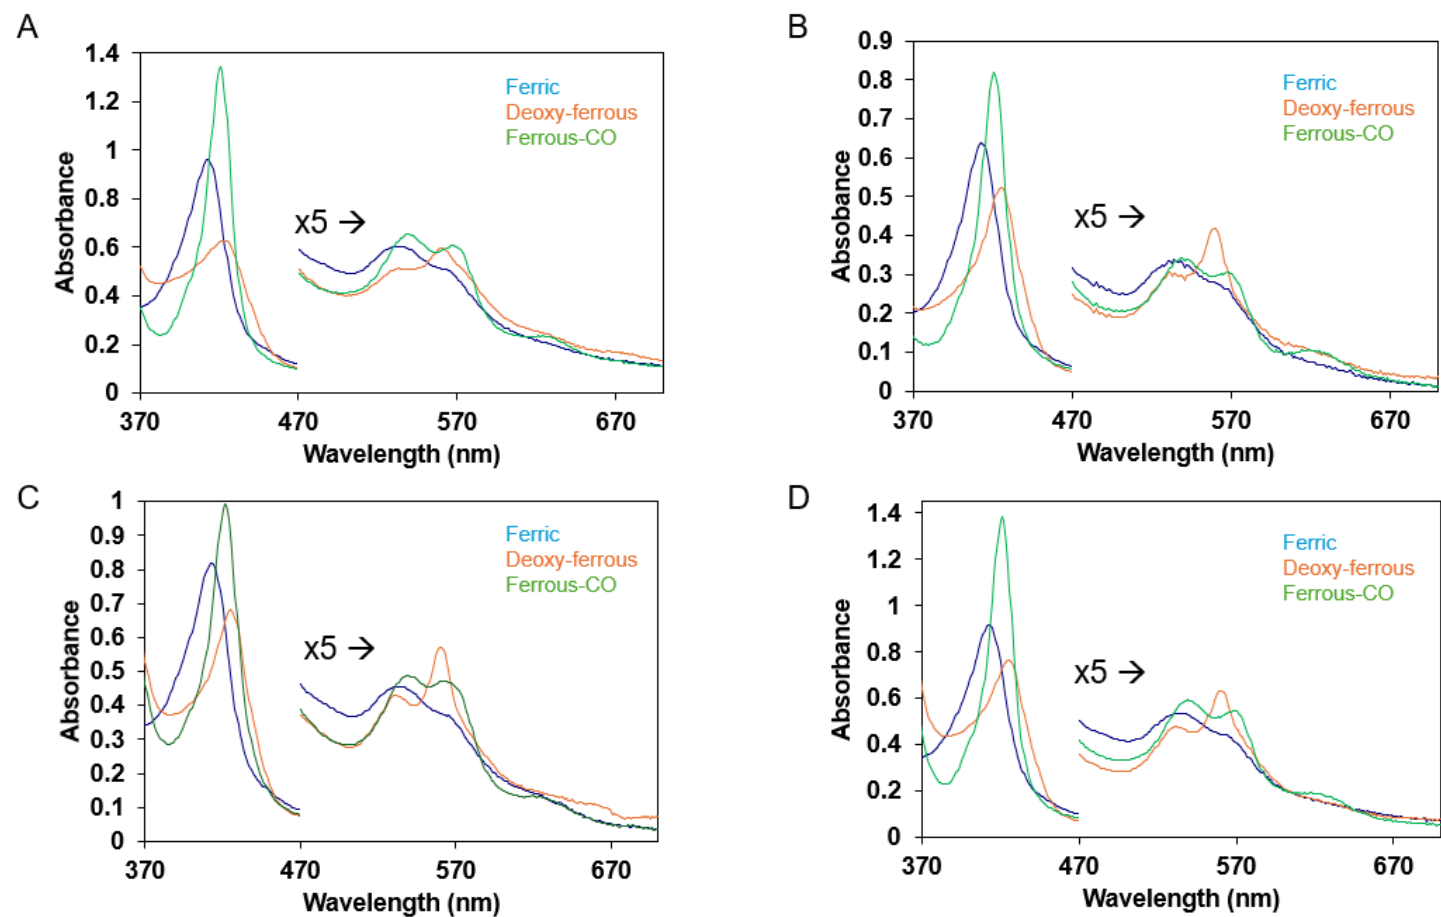 A
1.4
1.2
1
0.8
0.6
0.4
0.2
0
Absorbance
Ferric
Deoxy-ferrous
Ferrous-CO
x5 →
370 470 570 670
Wavelength (nm)
B
0.9
0.8
0.7
0.6
0.5
0.4
0.3
0.2
0.1
0
Absobance
Ferric
Deoxy-ferrous
Ferrous-CO
x5 →
370 470 570 670
Wavelength (nm)
C
1
0.9
0.8
0.7
0.6
0.5
0.4
0.3
0.2
0.1
0
Absorbance
Ferric
Deoxy-ferrous
Ferrous-CO
x5 →
370 470 570 670
Wavelength (nm)
D
1.4
1.2
1
0.8
0.6
0.4
0.2
0
Absorbance
Ferric
Deoxy-ferrous
Ferrous-CO
x5 →
370 470 570 670
Wavelength (nm)